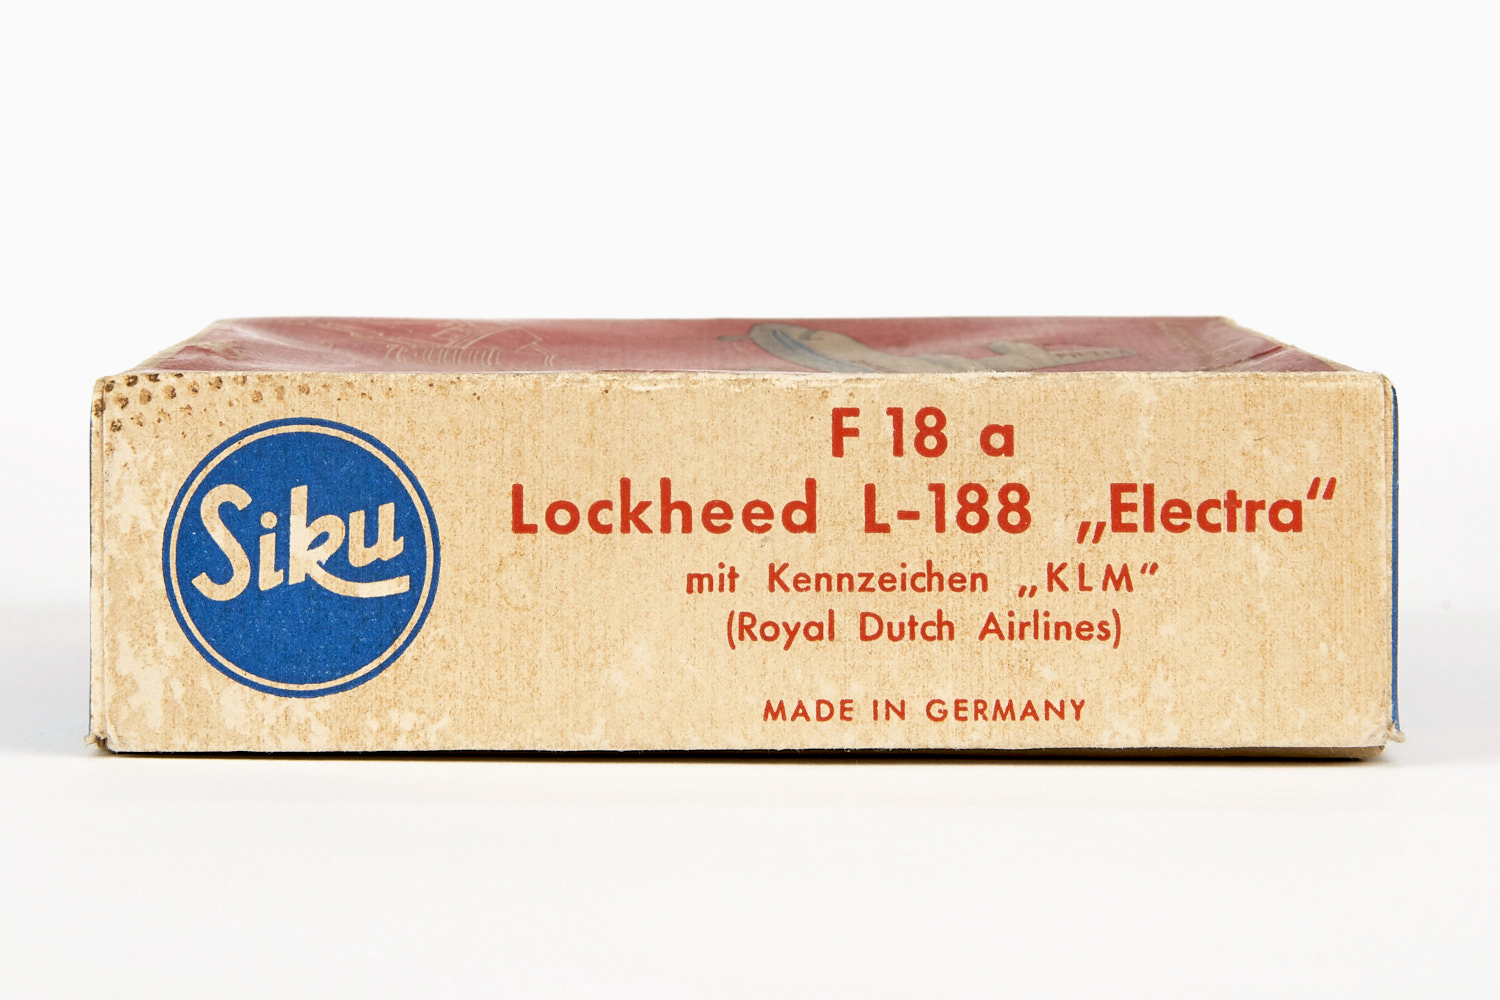 Siku
F 18 a
Lockheed L-188 „Electra“
mit Kennzeichen „KLM“
(Royal Dutch Airlines)
MADE IN GERMANY